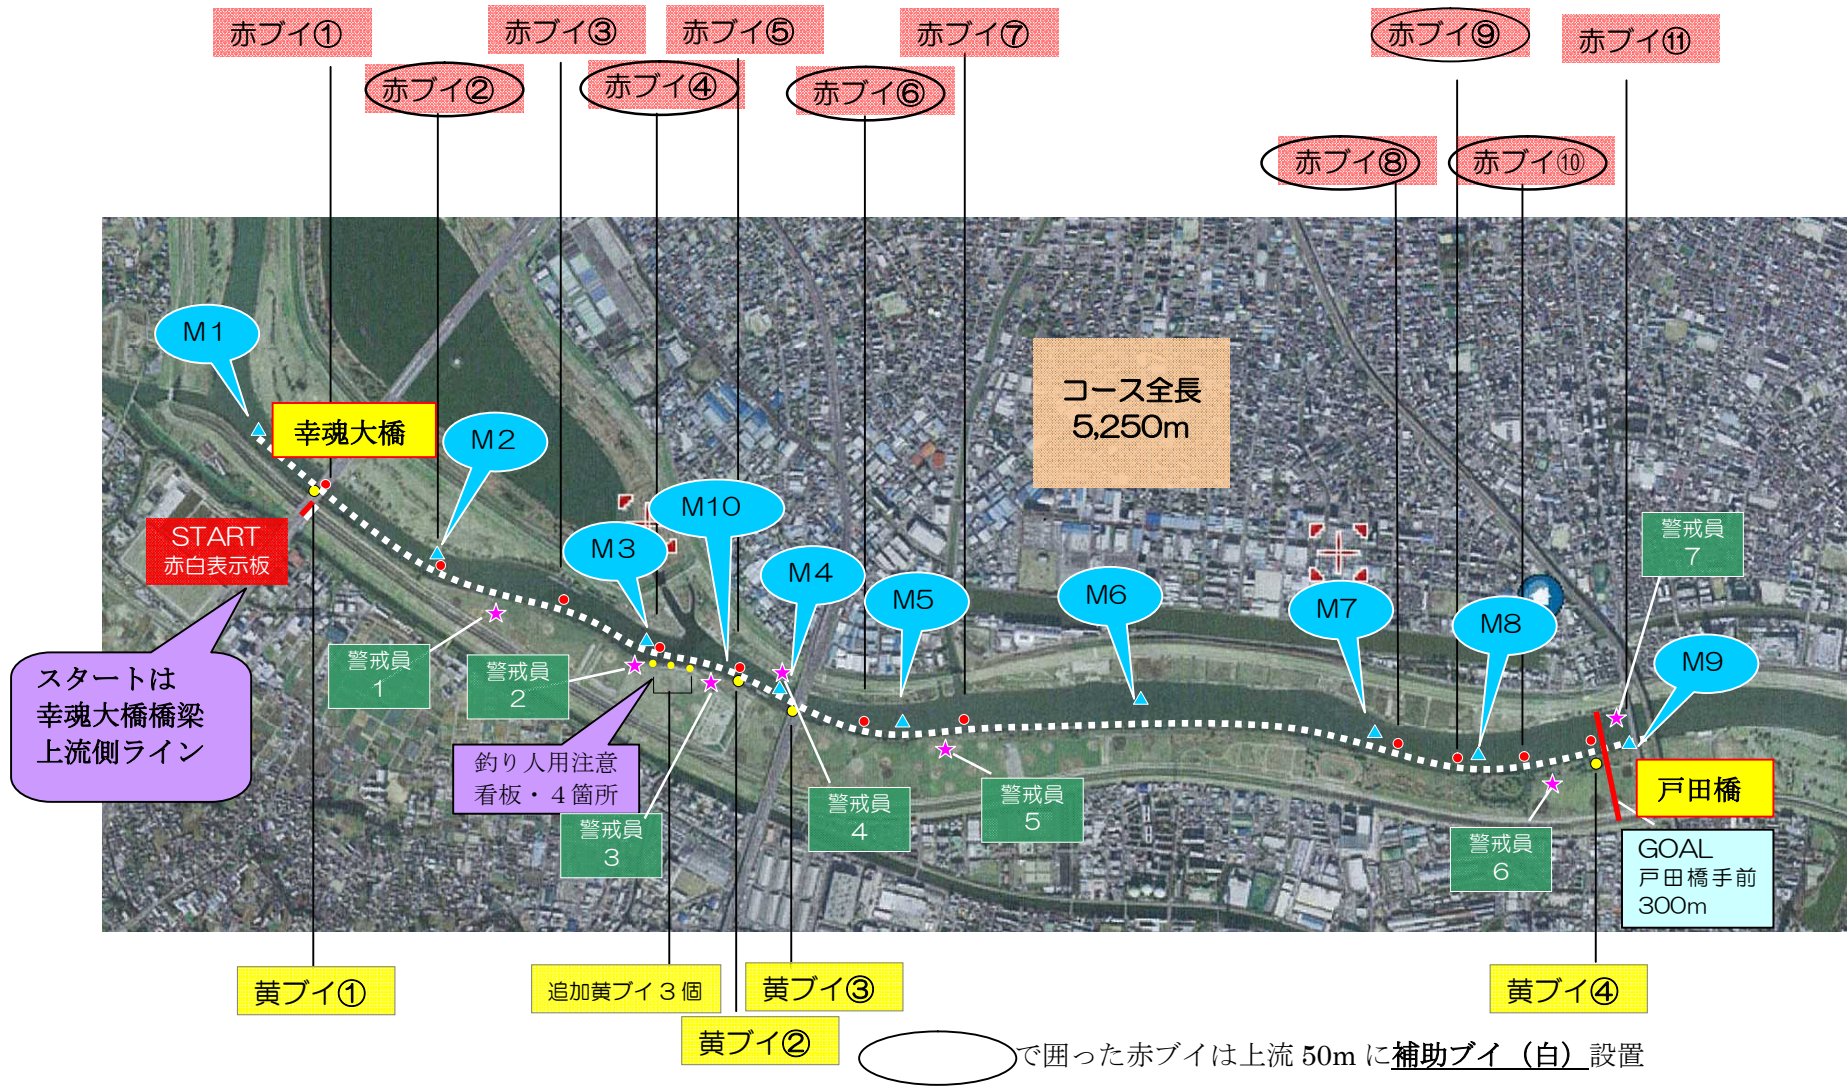 赤ブイ①
赤ブイ②
赤ブイ③
赤ブイ④
赤ブイ⑤
赤ブイ⑥
赤ブイ⑦
赤ブイ⑧
赤ブイ⑨
赤ブイ⑩
赤ブイ⑪
M1
幸魂大橋
M2
コース全長
5,250m
START
赤白表示板
M3
M10
M4
M5
M6
M7
M8
M9
警戒員
7
スタートは
幸魂大橋橋梁
上流側ライン
警戒員
1
警戒員
2
釣り人用注意
看板・４箇所
警戒員
3
警戒員
4
警戒員
5
警戒員
6
戸田橋
GOAL
戸田橋手前
300m
黄ブイ①
追加黄ブイ３個
黄ブイ②
黄ブイ③
黄ブイ④
で囲った赤ブイは上流 50m に補助ブイ（白）設置